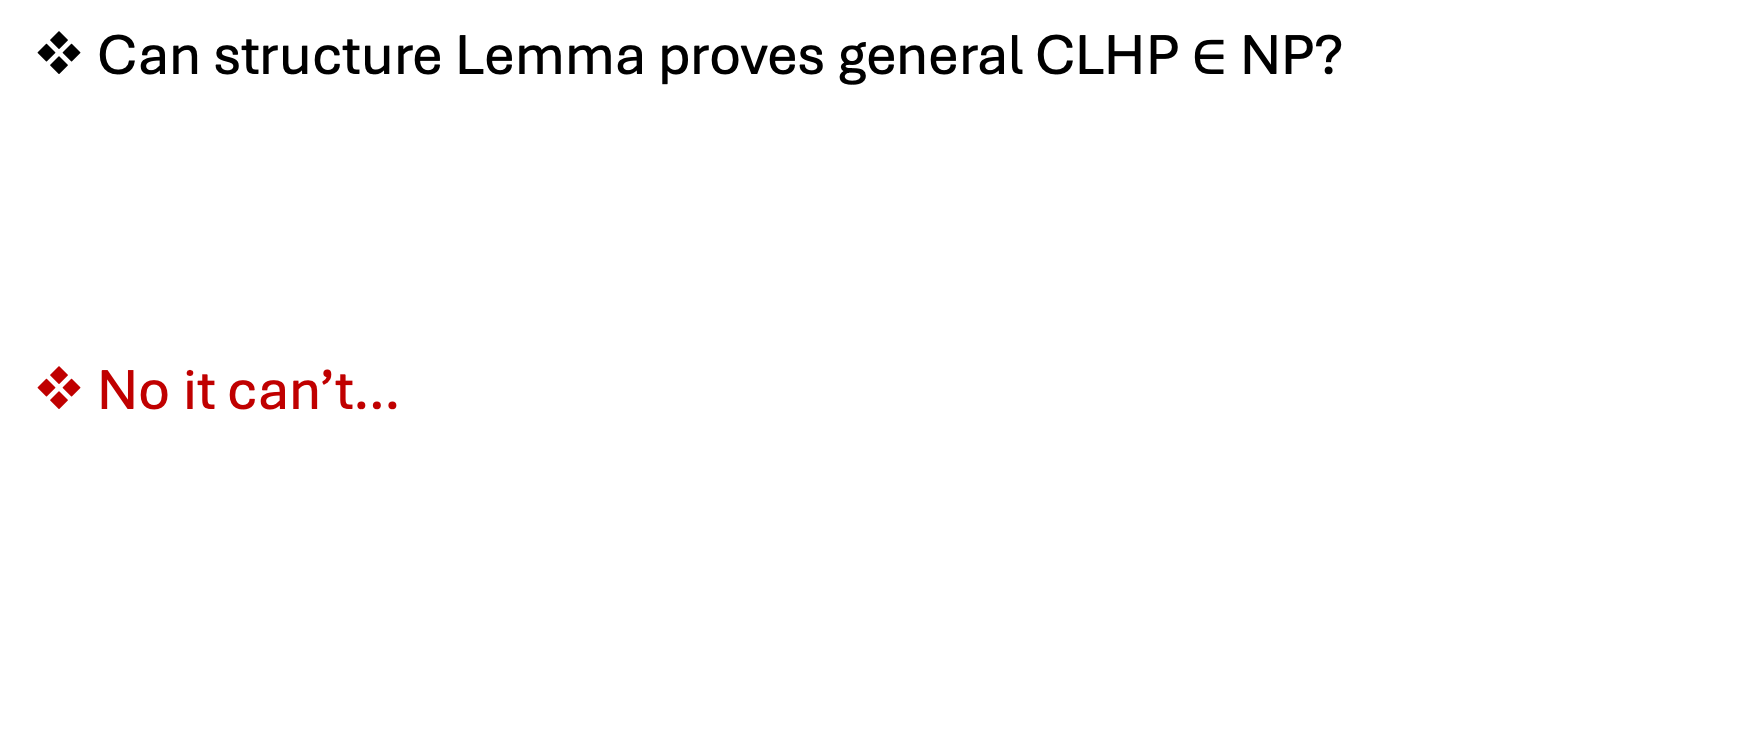 ❖ Can structure Lemma proves general CLHP ∈ NP?
❖ No it can’t...